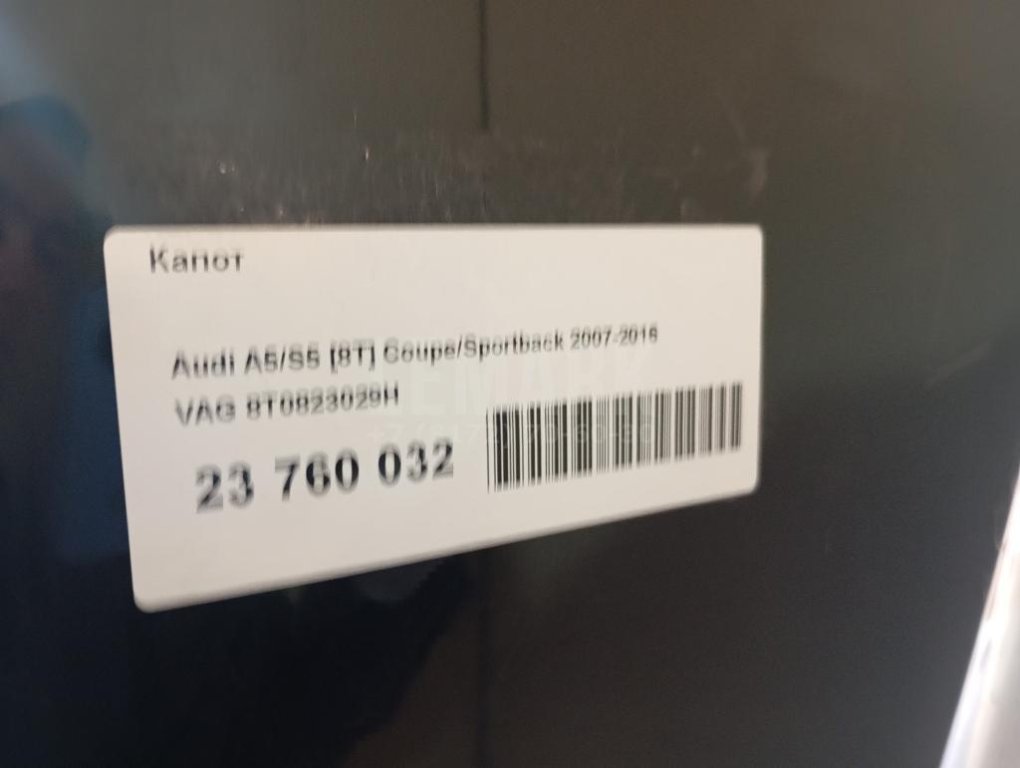 Капот
Audi A5/S5 [8T] Coupe/Sportback 2007-2016
VAG 8T0823029H
23 760 032